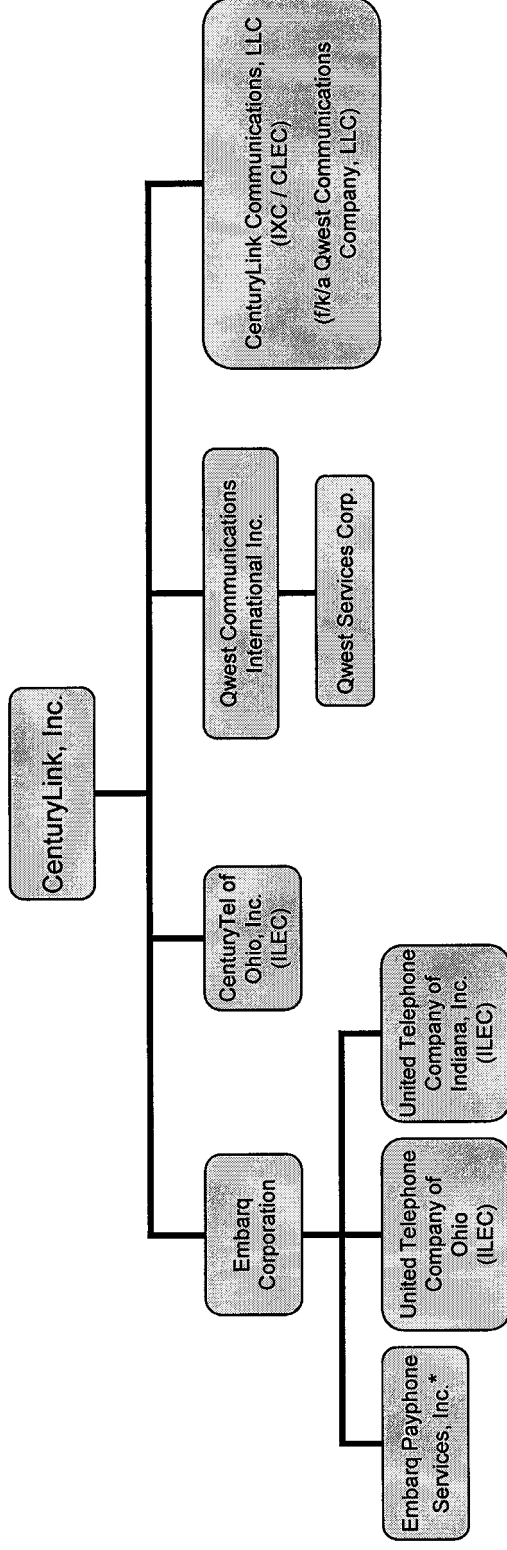 CenturyLink, Inc.
Embarq
Corporation
CenturyTel of
Ohio, Inc.
(ILEC)
Qwest Communications
International Inc.
CenturyLink Communications, LLC
(IXC / CLEC)
(f/k/a Qwest Communications
Company, LLC)
Qwest Services Corp.
Embarq Payphone
Services, Inc.*
United Telephone
Company of
Ohio
(ILEC)
United Telephone
Company of
Indiana, Inc.
(ILEC)